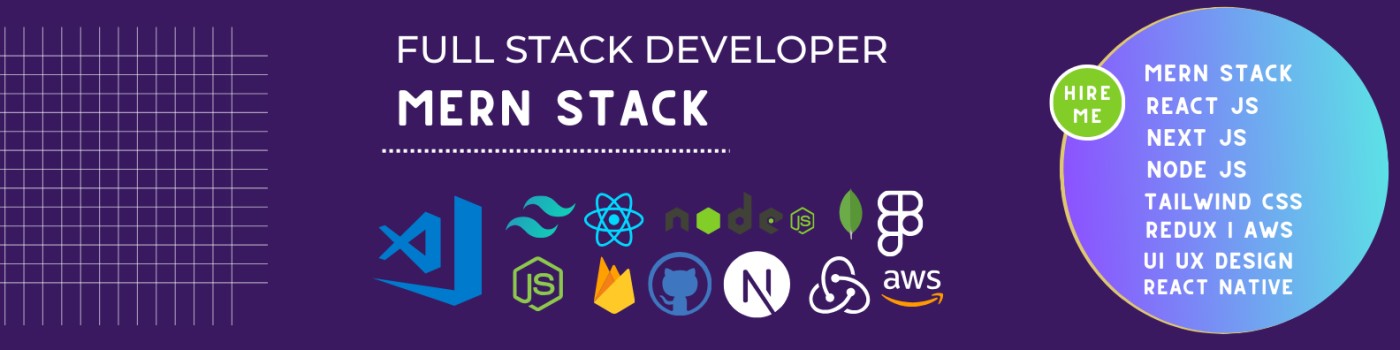 FULL STACK DEVELOPER
MERN STACK
node
JS
JS
N
aws
HIRE
ME
MERN STACK
REACT JS
NEXT JS
NODE JS
TAILWIND CSS
REDUX | AWS
UI UX DESIGN
REACT NATIVE